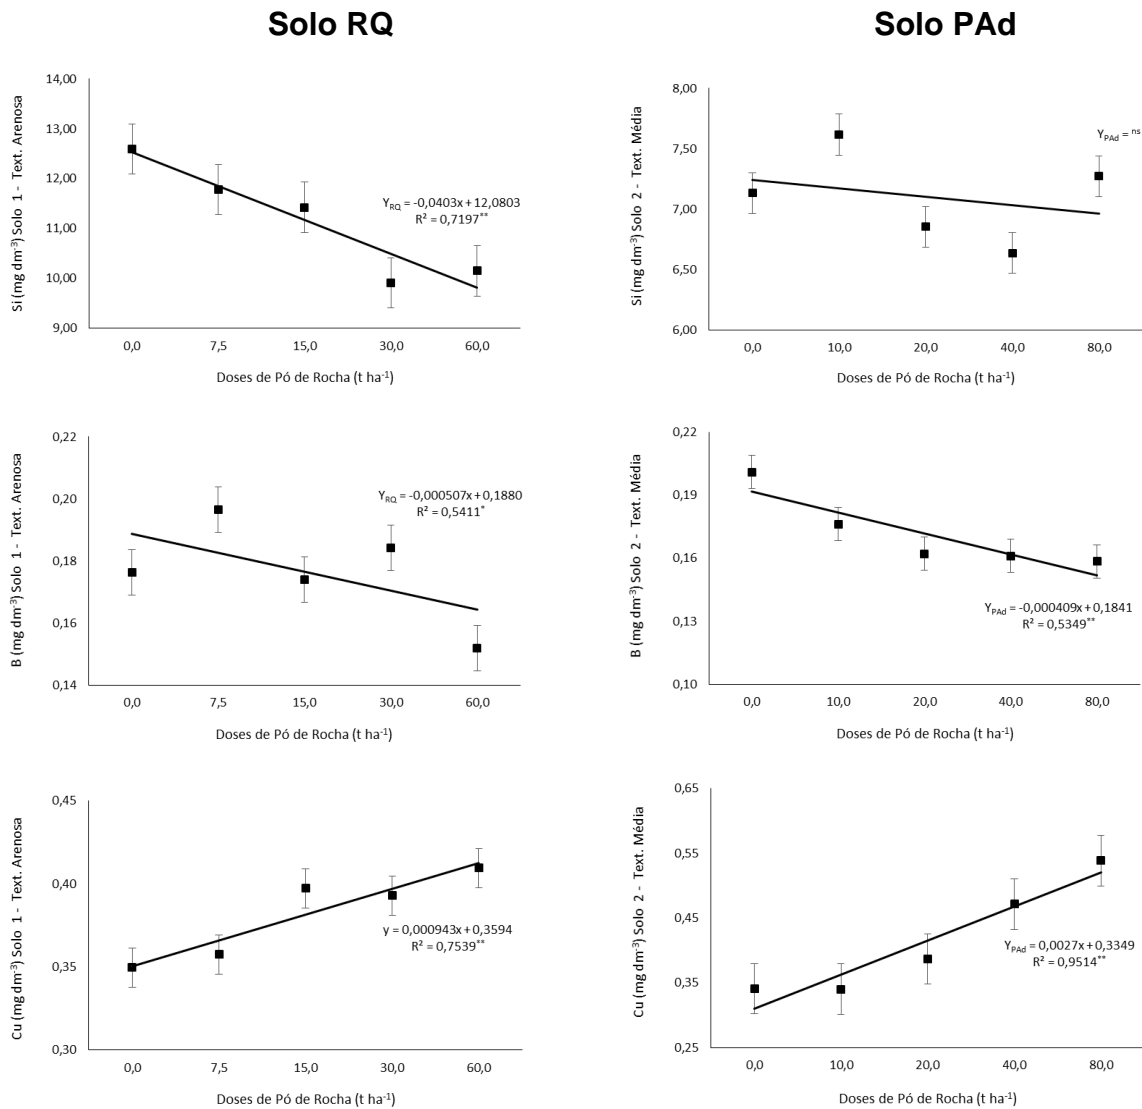 Solo RQ
Solo PAd
Si (mg dm⁻³) Solo 1 - Text. Arenosa
14,00
13,00
12,00
11,00
10,00
9,00
Y_RQ = -0,0403x + 12,0803
R² = 0,7197**
0,0 7,5 15,0 30,0 60,0
Doses de Pó de Rocha (t ha⁻¹)
Si (mg dm⁻³) Solo 2 - Text. Média
8,00
7,50
7,00
6,50
6,00
Y_PAd = ns
0,0 10,0 20,0 40,0 80,0
Doses de Pó de Rocha (t ha⁻¹)
B (mg dm⁻³) Solo 1 - Text. Arenosa
0,22
0,20
0,18
0,16
0,14
Y_RQ = -0,000507x + 0,1880
R² = 0,5411*
0,0 7,5 15,0 30,0 60,0
Doses de Pó de Rocha (t ha⁻¹)
B (mg dm⁻³) Solo 2 - Text. Média
0,22
0,19
0,16
0,13
0,10
Y_PAd = -0,000409x + 0,1841
R² = 0,5349**
0,0 10,0 20,0 40,0 80,0
Doses de Pó de Rocha (t ha⁻¹)
Cu (mg dm⁻³) Solo 1 - Text. Arenosa
0,45
0,40
0,35
0,30
y = 0,000943x + 0,3594
R² = 0,7539**
0,0 7,5 15,0 30,0 60,0
Doses de Pó de Rocha (t ha⁻¹)
Cu (mg dm⁻³) Solo 2 - Text. Média
0,65
0,55
0,45
0,35
0,25
Y_PAd = 0,0027x + 0,3349
R² = 0,9514**
0,0 10,0 20,0 40,0 80,0
Doses de Pó de Rocha (t ha⁻¹)